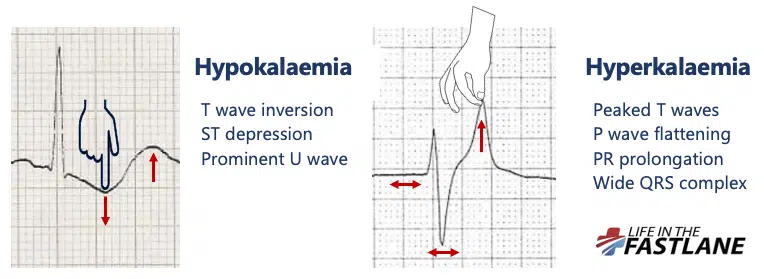 Hypokalaemia
T wave inversion
ST depression
Prominent U wave
Hyperkalaemia
Peaked T waves
P wave flattening
PR prolongation
Wide QRS complex
LIFE IN THE
FASTLANE